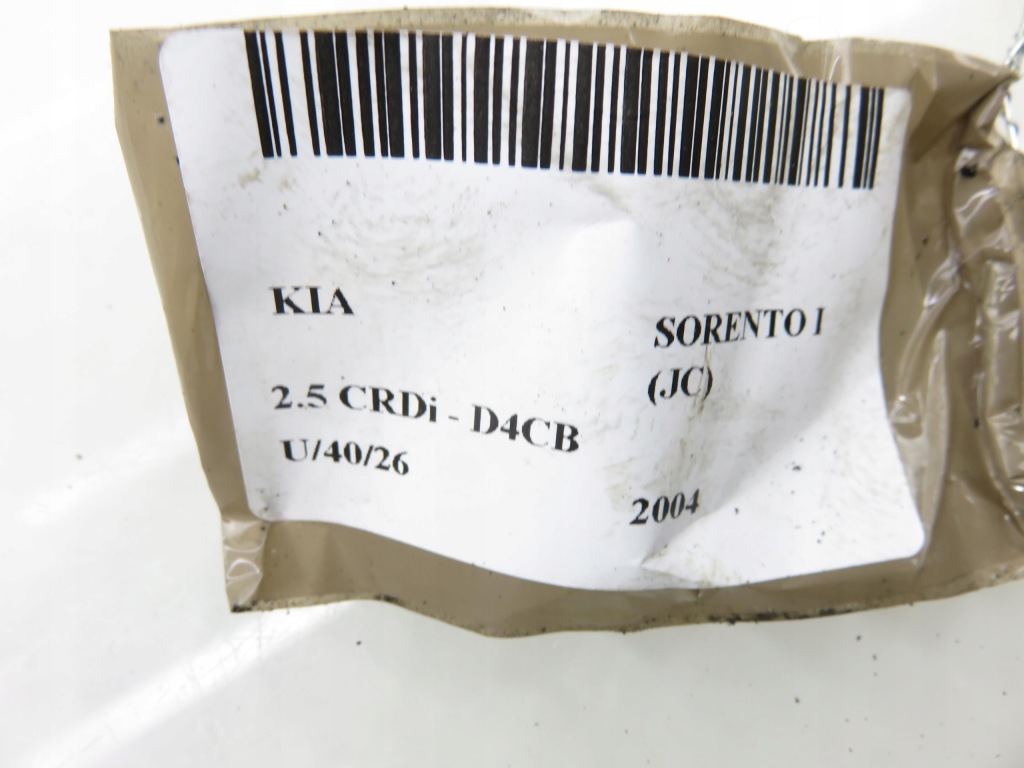 KIA
SORENTO I
(JC)
2.5 CRDi - D4CB
U/40/26
2004